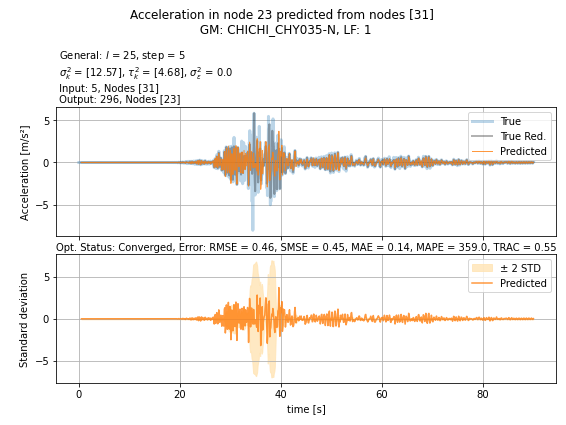 Acceleration in node 23 predicted from nodes [31]
GM: CHICHI_CHY035-N, LF: 1
General: l = 25, step = 5
σ²ₖ = [12.57], τ²ₖ = [4.68], σ²_ε = 0.0
Input: 5, Nodes [31]
Output: 296, Nodes [23]
5
0
−5
Acceleration [m/s²]
True
True Red.
Predicted
Opt. Status: Converged, Error: RMSE = 0.46, SMSE = 0.45, MAE = 0.14, MAPE = 359.0, TRAC = 0.55
5
0
−5
Standard deviation
± 2 STD
Predicted
0 20 40 60 80
time [s]